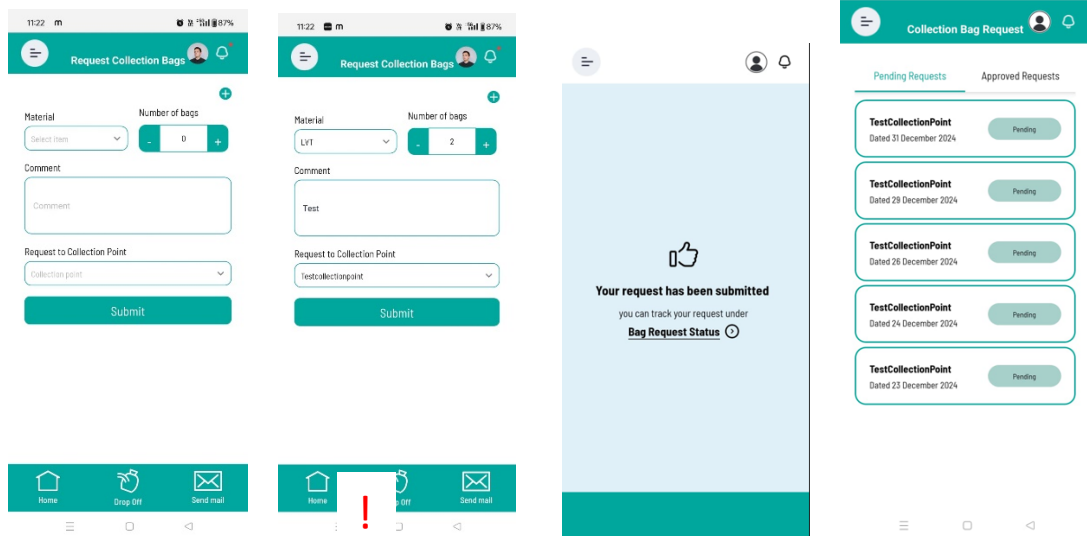 11:22 m 87%
Request Collection Bags
Material
Number of bags
Select Item
- 0 +
Comment
Comment
Request to Collection Point
Collection point
Submit
Home
Drop Off
Send mail
11:22 m 87%
Request Collection Bags
Material
Number of bags
LVT
- 2 +
Comment
Test
Request to Collection Point
Testcollectionpoint
Submit
Home
Off
Send mail
!
Your request has been submitted
you can track your request under
Bag Request Status
Collection Bag Request
Pending Requests
Approved Requests
TestCollectionPoint
Dated 31 December 2024
Pending
TestCollectionPoint
Dated 29 December 2024
Pending
TestCollectionPoint
Dated 26 December 2024
Pending
TestCollectionPoint
Dated 24 December 2024
Pending
TestCollectionPoint
Dated 23 December 2024
Pending